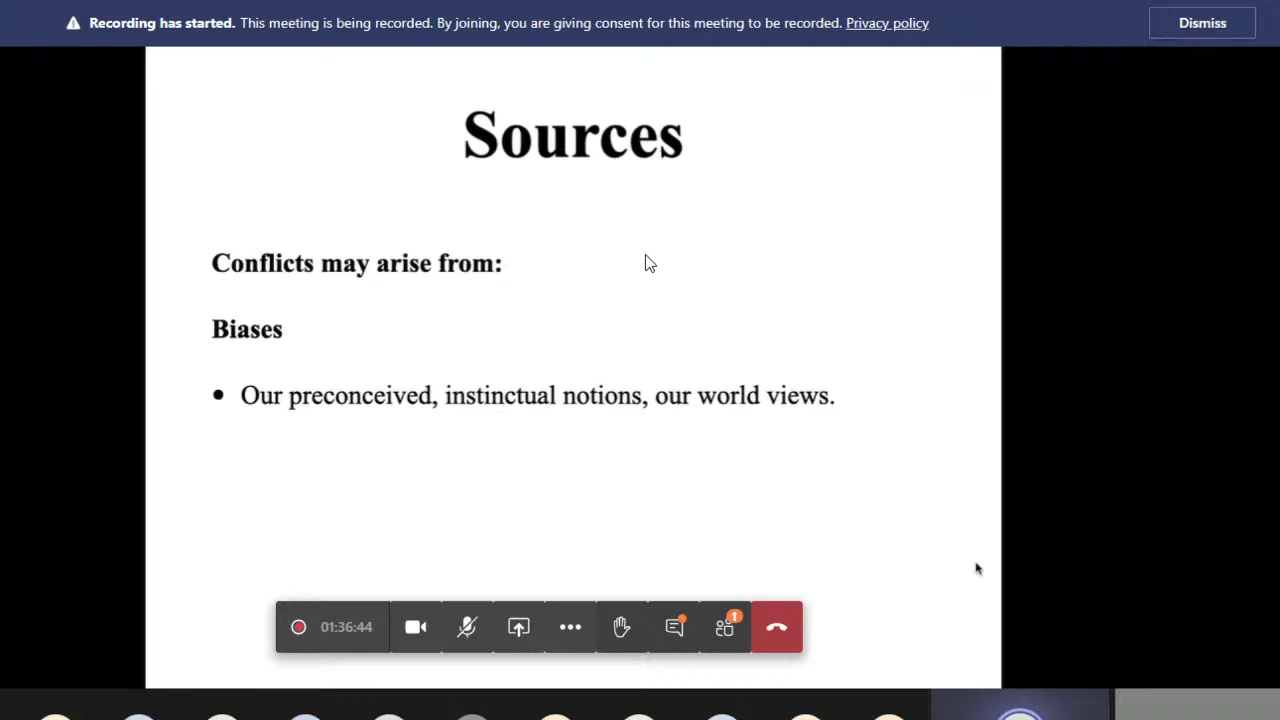 Recording has started. This meeting is being recorded. By joining, you are giving consent for this meeting to be recorded. Privacy policy
Dismiss
Sources
Conflicts may arise from:
Biases
• Our preconceived, instinctual notions, our world views.
01:36:44
1